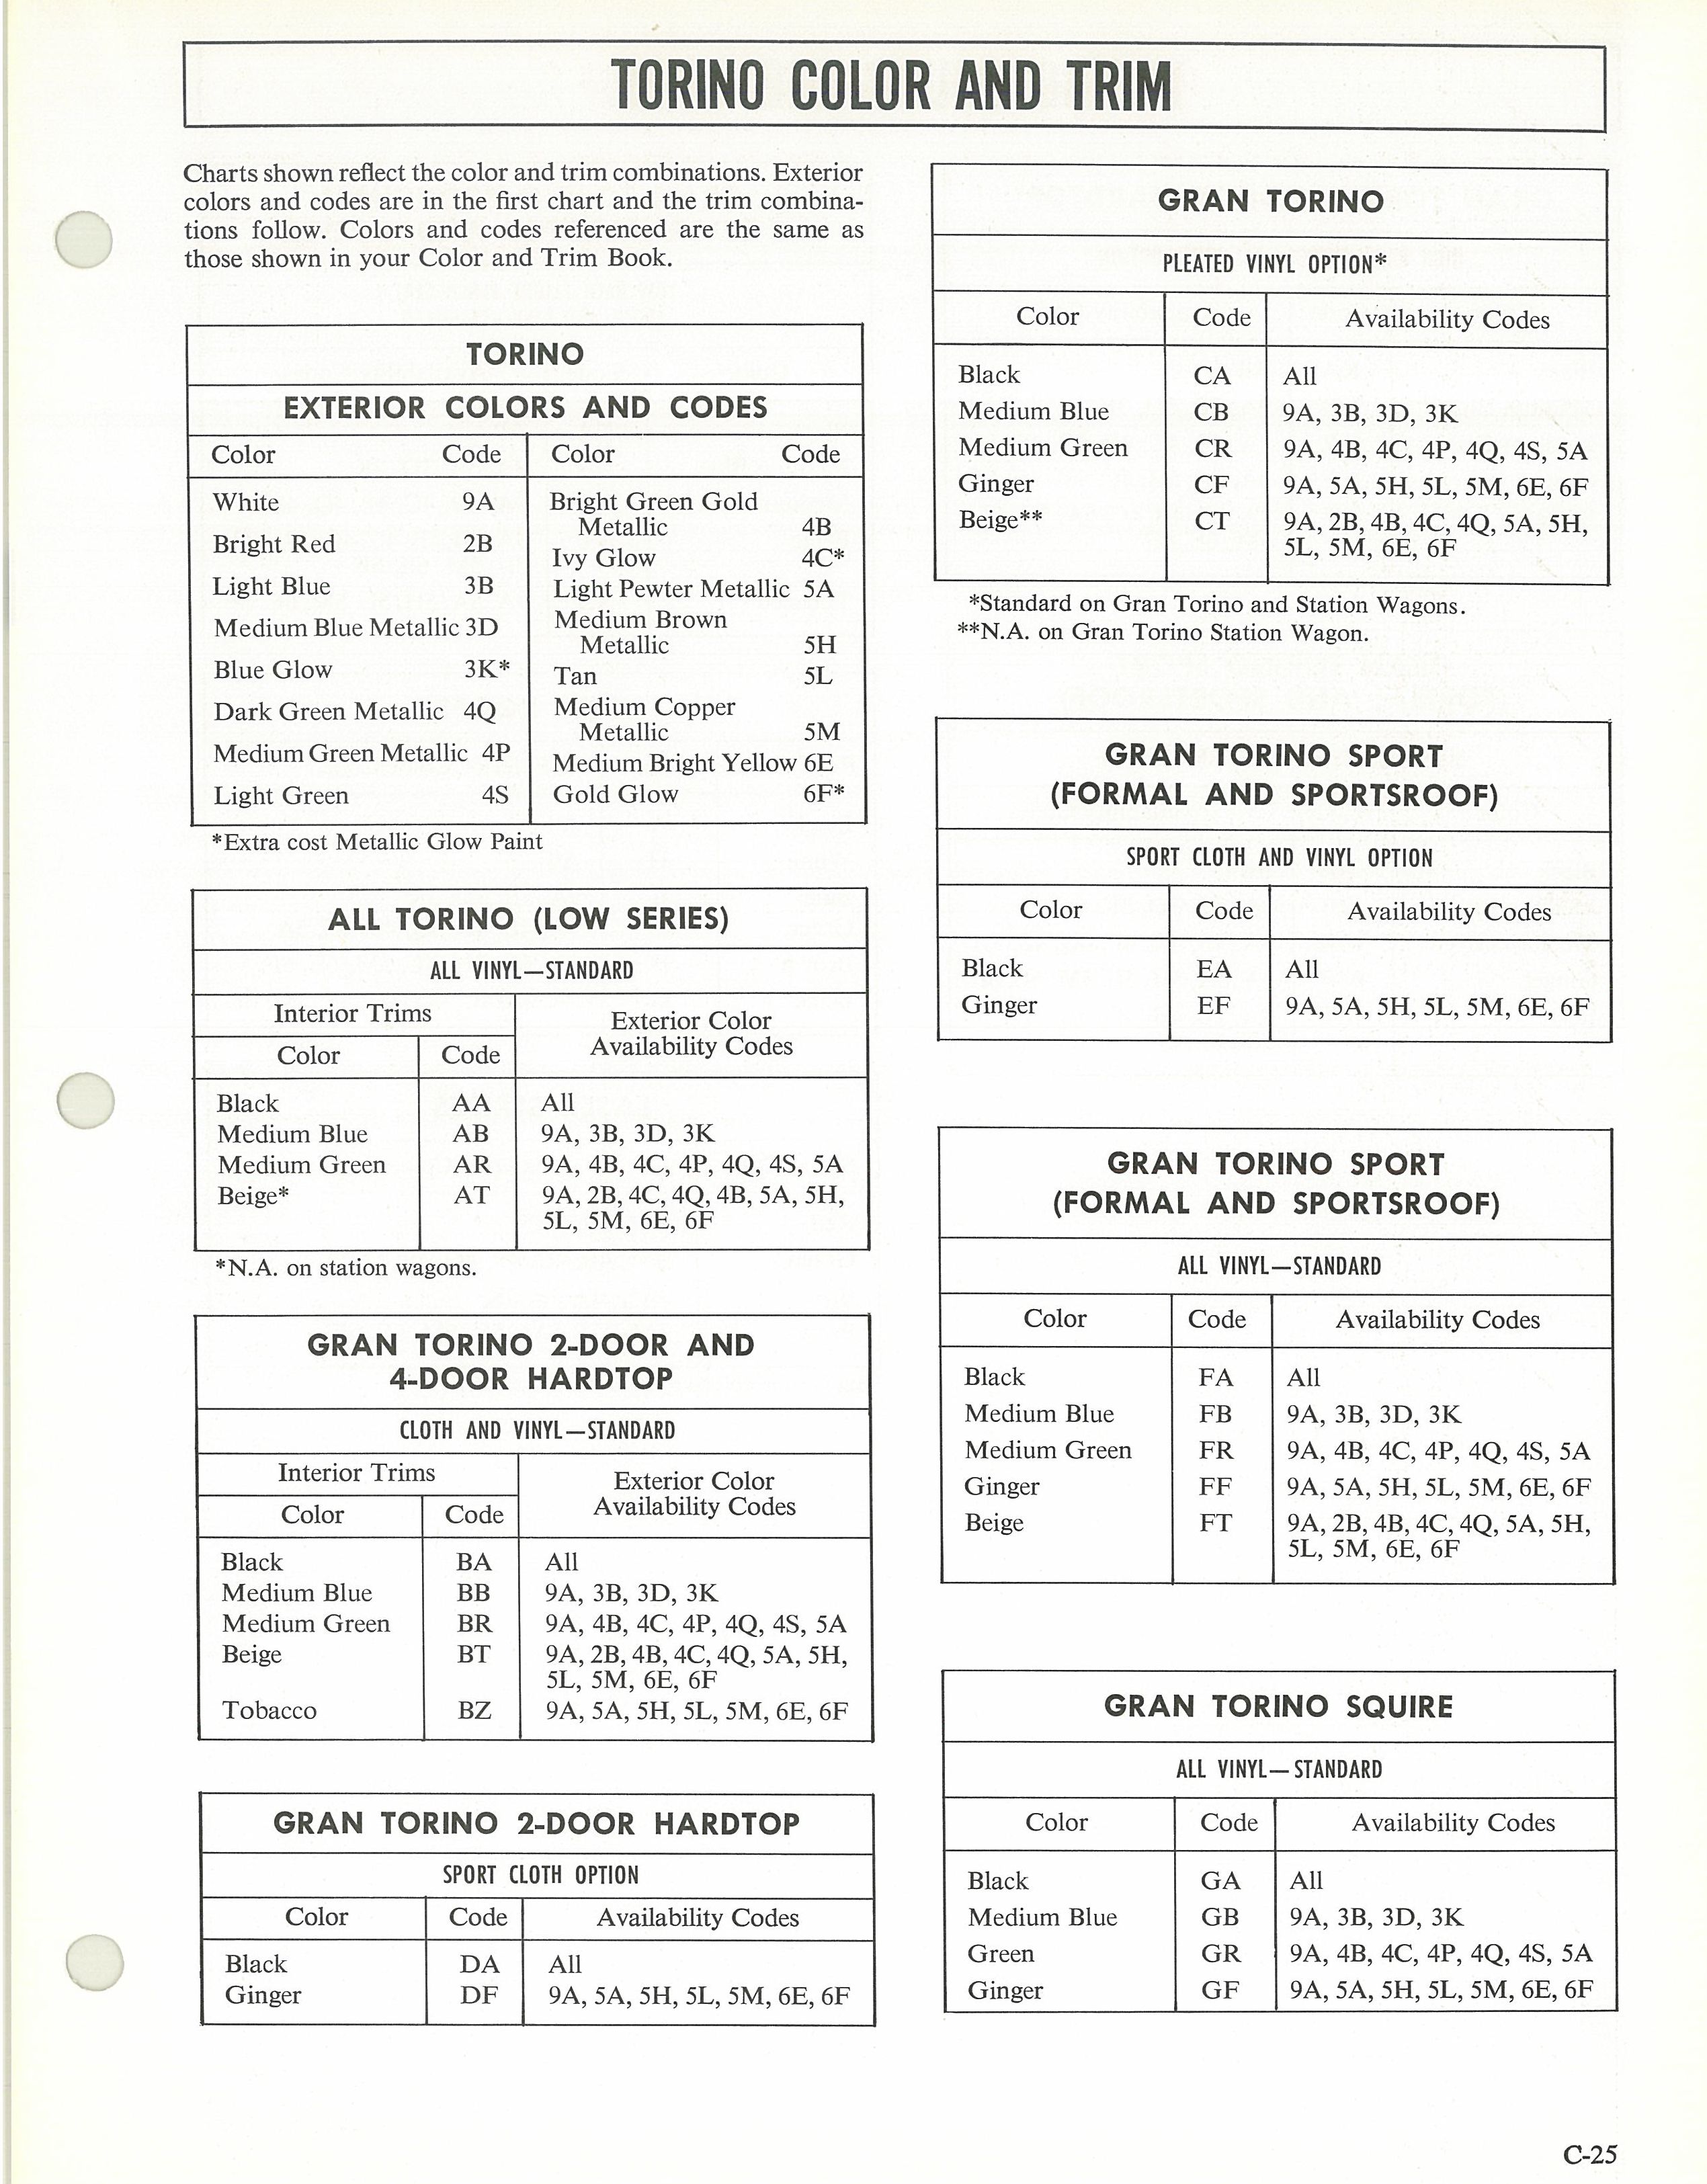 TORINO COLOR AND TRIM
Charts shown reflect the color and trim combinations. Exterior
colors and codes are in the first chart and the trim combina-
tions follow. Colors and codes referenced are the same as
those shown in your Color and Trim Book.
TORINO
EXTERIOR COLORS AND CODES
Color Code Color Code
White 9A
Bright Red 2B
Light Blue 3B
Medium Blue Metallic 3D
Blue Glow 3K*
Dark Green Metallic 4Q
Medium Green Metallic 4P
Light Green 4S
Bright Green Gold
Metallic 4B
Ivy Glow 4C*
Light Pewter Metallic 5A
Medium Brown
Metallic 5H
Tan 5L
Medium Copper
Metallic 5M
Medium Bright Yellow 6E
Gold Glow 6F*
*Extra cost Metallic Glow Paint
ALL TORINO (LOW SERIES)
ALL VINYL—STANDARD
Interior Trims
Exterior Color
Availability Codes
Color Code
Black AA All
Medium Blue AB 9A, 3B, 3D, 3K
Medium Green AR 9A, 4B, 4C, 4P, 4Q, 4S, 5A
Beige* AT 9A, 2B, 4C, 4Q, 4B, 5A, 5H,
5L, 5M, 6E, 6F
*N.A. on station wagons.
GRAN TORINO 2-DOOR AND
4-DOOR HARDTOP
CLOTH AND VINYL—STANDARD
Interior Trims
Exterior Color
Availability Codes
Color Code
Black BA All
Medium Blue BB 9A, 3B, 3D, 3K
Medium Green BR 9A, 4B, 4C, 4P, 4Q, 4S, 5A
Beige BT 9A, 2B, 4B, 4C, 4Q, 5A, 5H,
5L, 5M, 6E, 6F
Tobacco BZ 9A, 5A, 5H, 5L, 5M, 6E, 6F
GRAN TORINO 2-DOOR HARDTOP
SPORT CLOTH OPTION
Color Code Availability Codes
Black DA All
Ginger DF 9A, 5A, 5H, 5L, 5M, 6E, 6F
GRAN TORINO
PLEATED VINYL OPTION*
Color Code Availability Codes
Black CA All
Medium Blue CB 9A, 3B, 3D, 3K
Medium Green CR 9A, 4B, 4C, 4P, 4Q, 4S, 5A
Ginger CF 9A, 5A, 5H, 5L, 5M, 6E, 6F
Beige** CT 9A, 2B, 4B, 4C, 4Q, 5A, 5H,
5L, 5M, 6E, 6F
*Standard on Gran Torino and Station Wagons.
**N.A. on Gran Torino Station Wagon.
GRAN TORINO SPORT
(FORMAL AND SPORTSROOF)
SPORT CLOTH AND VINYL OPTION
Color Code Availability Codes
Black EA All
Ginger EF 9A, 5A, 5H, 5L, 5M, 6E, 6F
GRAN TORINO SPORT
(FORMAL AND SPORTSROOF)
ALL VINYL—STANDARD
Color Code Availability Codes
Black FA All
Medium Blue FB 9A, 3B, 3D, 3K
Medium Green FR 9A, 4B, 4C, 4P, 4Q, 4S, 5A
Ginger FF 9A, 5A, 5H, 5L, 5M, 6E, 6F
Beige FT 9A, 2B, 4B, 4C, 4Q, 5A, 5H,
5L, 5M, 6E, 6F
GRAN TORINO SQUIRE
ALL VINYL—STANDARD
Color Code Availability Codes
Black GA All
Medium Blue GB 9A, 3B, 3D, 3K
Green GR 9A, 4B, 4C, 4P, 4Q, 4S, 5A
Ginger GF 9A, 5A, 5H, 5L, 5M, 6E, 6F
C-25